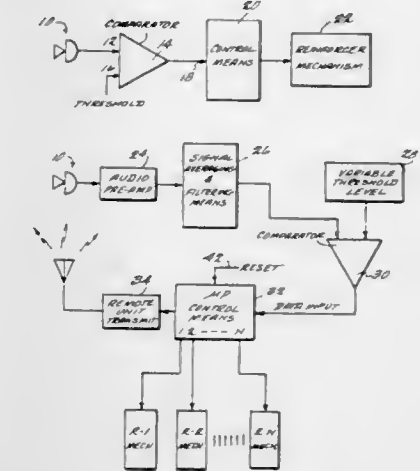 10
12
COMPARATOR
14
16
THRESHOLD
18
20
CONTROL
MEANS
22
REINFORCER
MECHANISM
10
24
AUDIO
PRE-AMP
26
SIGNAL
AVERAGING
&
FILTERING
MEANS
28
VARIABLE
THRESHOLD
LEVEL
COMPARATOR
30
42
RESET
34
REMOTE
UNIT
TRANSMIT
32
MP
CONTROL
MEANS
1 2 --- N
DATA INPUT
R-1
MECH
R-2
MECH
R-N
MECH